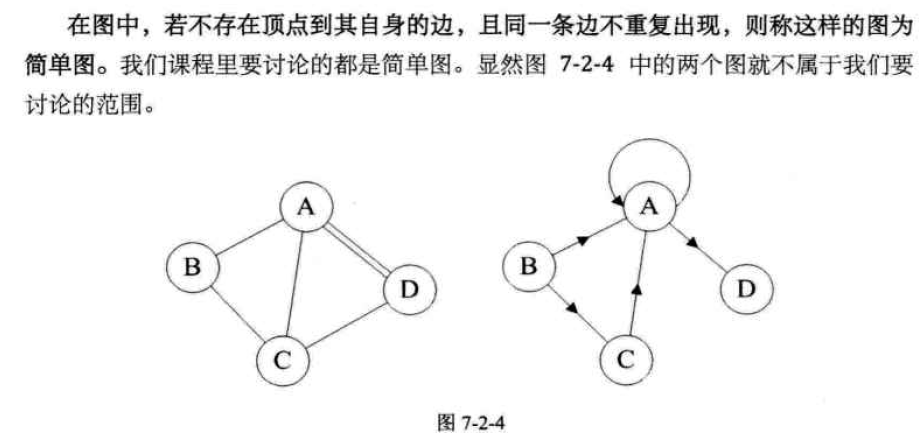 在图中，若不存在顶点到其自身的边，且同一条边不重复出现，则称这样的图为
简单图。我们课程里要讨论的都是简单图。显然图 7-2-4 中的两个图就不属于我们要
讨论的范围。
A
B
D
C
A
B
D
C
图 7-2-4